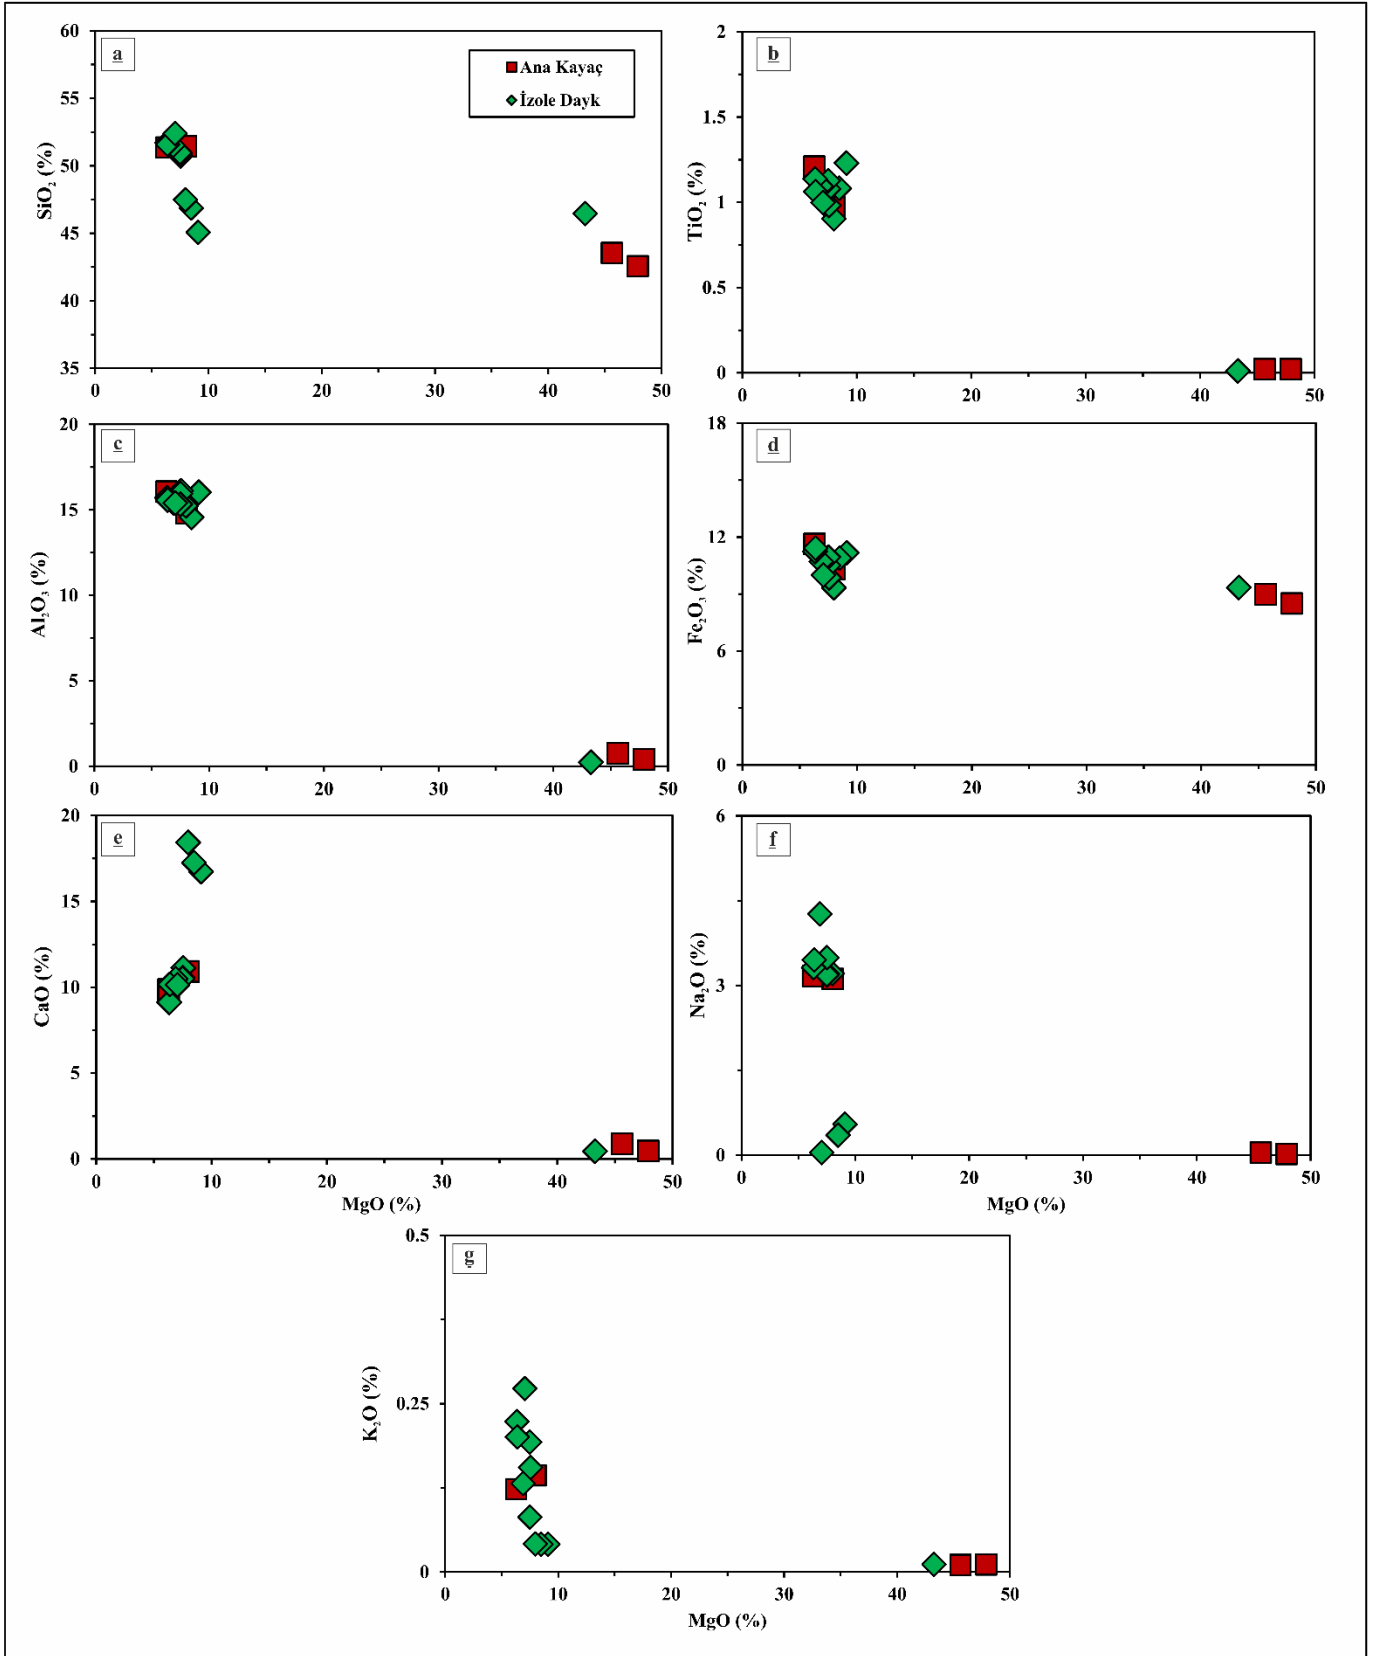 a
Ana Kayaç
İzole Dayk
60
55
50
45
40
35
SiO₂ (%)
0 10 20 30 40 50
b
2
1.5
1
0.5
0
TiO₂ (%)
0 10 20 30 40 50
c
20
15
10
5
0
Al₂O₃ (%)
0 10 20 30 40 50
d
18
12
6
0
Fe₂O₃ (%)
0 10 20 30 40 50
e
20
15
10
5
0
CaO (%)
0 10 20 30 40 50
MgO (%)
f
6
3
0
Na₂O (%)
0 10 20 30 40 50
MgO (%)
g
0.5
0.25
0
K₂O (%)
0 10 20 30 40 50
MgO (%)